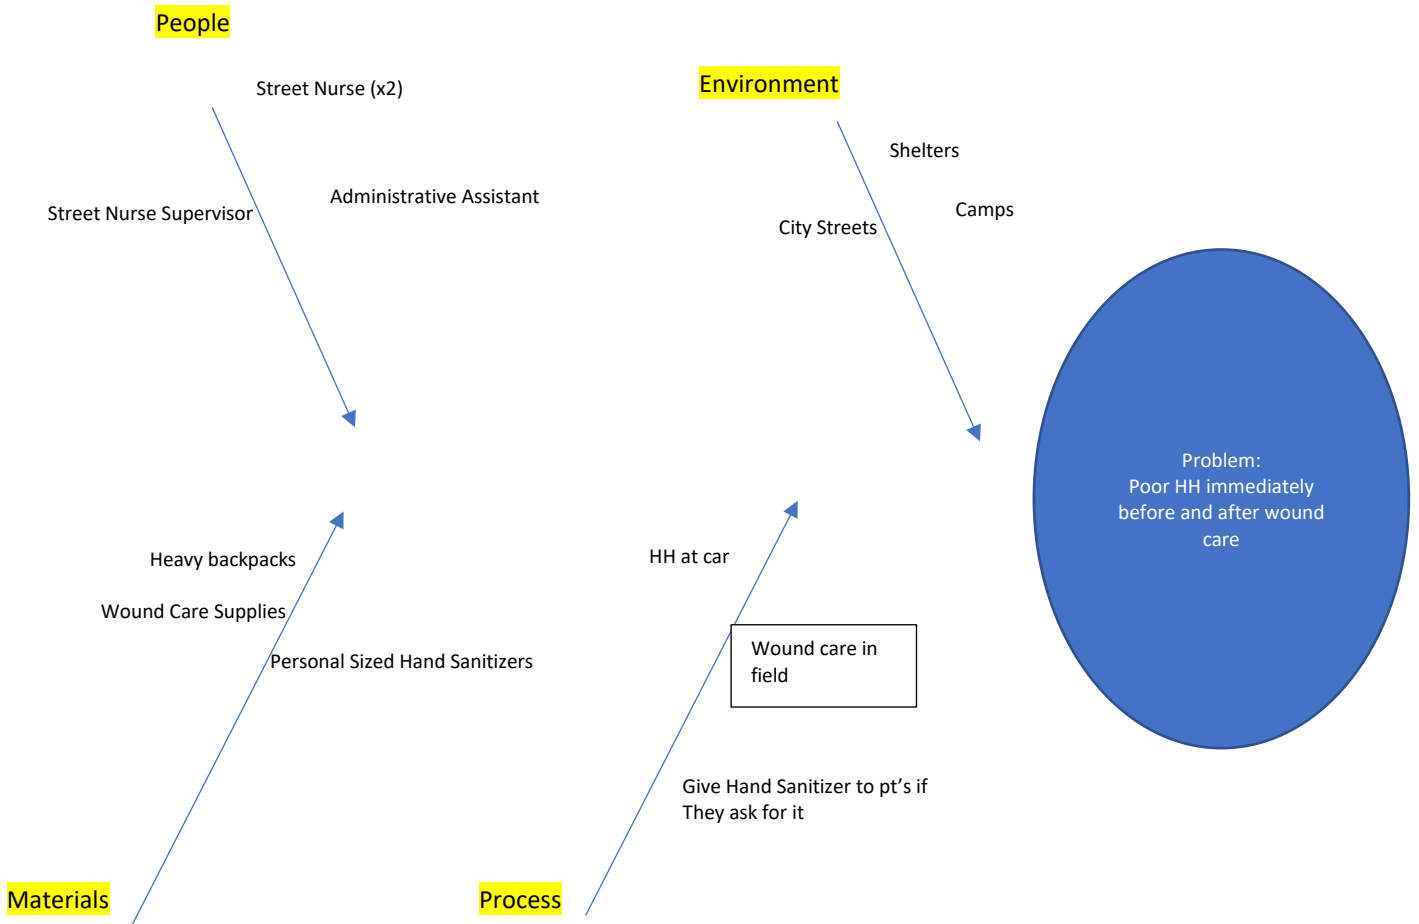 People
Street Nurse (x2)
Street Nurse Supervisor
Administrative Assistant
Environment
Shelters
City Streets
Camps
Problem:
Poor HH immediately
before and after wound
care
Heavy backpacks
Wound Care Supplies
Personal Sized Hand Sanitizers
Materials
HH at car
Wound care in
field
Give Hand Sanitizer to pt’s if
They ask for it
Process